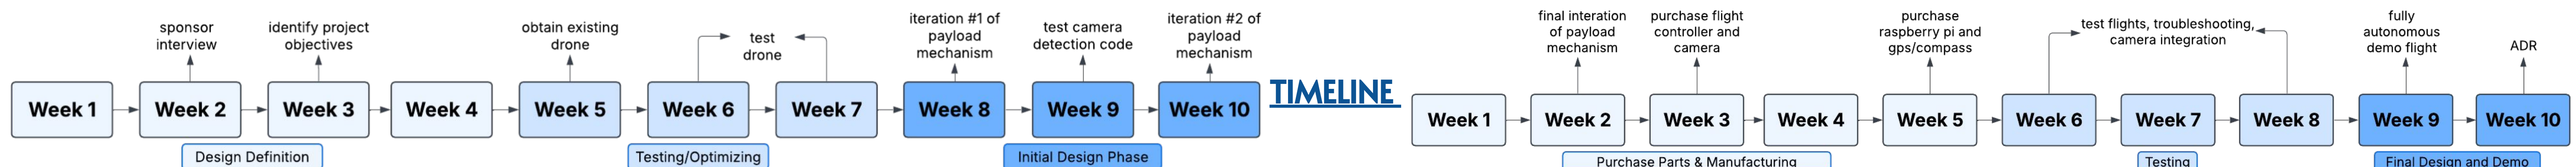 sponsor
interview
identify project
objectives
obtain existing
drone
test
drone
iteration #1 of
payload
mechanism
test camera
detection code
iteration #2 of
payload
mechanism
Week 1
Week 2
Week 3
Week 4
Week 5
Week 6
Week 7
Week 8
Week 9
Week 10
Design Definition
Testing/Optimizing
Initial Design Phase
TIMELINE
final interation
of payload
mechanism
purchase flight
controller and
camera
purchase
raspberry pi and
gps/compass
test flights, troubleshooting,
camera integration
fully
autonomous
demo flight
ADR
Week 1
Week 2
Week 3
Week 4
Week 5
Week 6
Week 7
Week 8
Week 9
Week 10
Purchase Parts & Manufacturing
Testing
Final Design and Demo